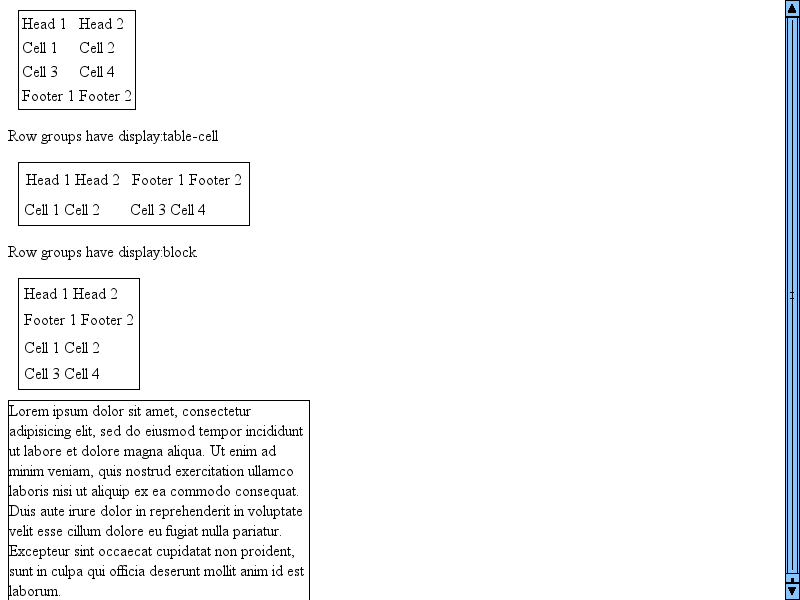 Head 1 Head 2
Cell 1 Cell 2
Cell 3 Cell 4
Footer 1 Footer 2
Row groups have display:table-cell
Head 1 Head 2 Footer 1 Footer 2
Cell 1 Cell 2 Cell 3 Cell 4
Row groups have display:block
Head 1 Head 2
Footer 1 Footer 2
Cell 1 Cell 2
Cell 3 Cell 4
Lorem ipsum dolor sit amet, consectetur
adipisicing elit, sed do eiusmod tempor incididunt
ut labore et dolore magna aliqua. Ut enim ad
minim veniam, quis nostrud exercitation ullamco
laboris nisi ut aliquip ex ea commodo consequat.
Duis aute irure dolor in reprehenderit in voluptate
velit esse cillum dolore eu fugiat nulla pariatur.
Excepteur sint occaecat cupidatat non proident,
sunt in culpa qui officia deserunt mollit anim id est
laborum.